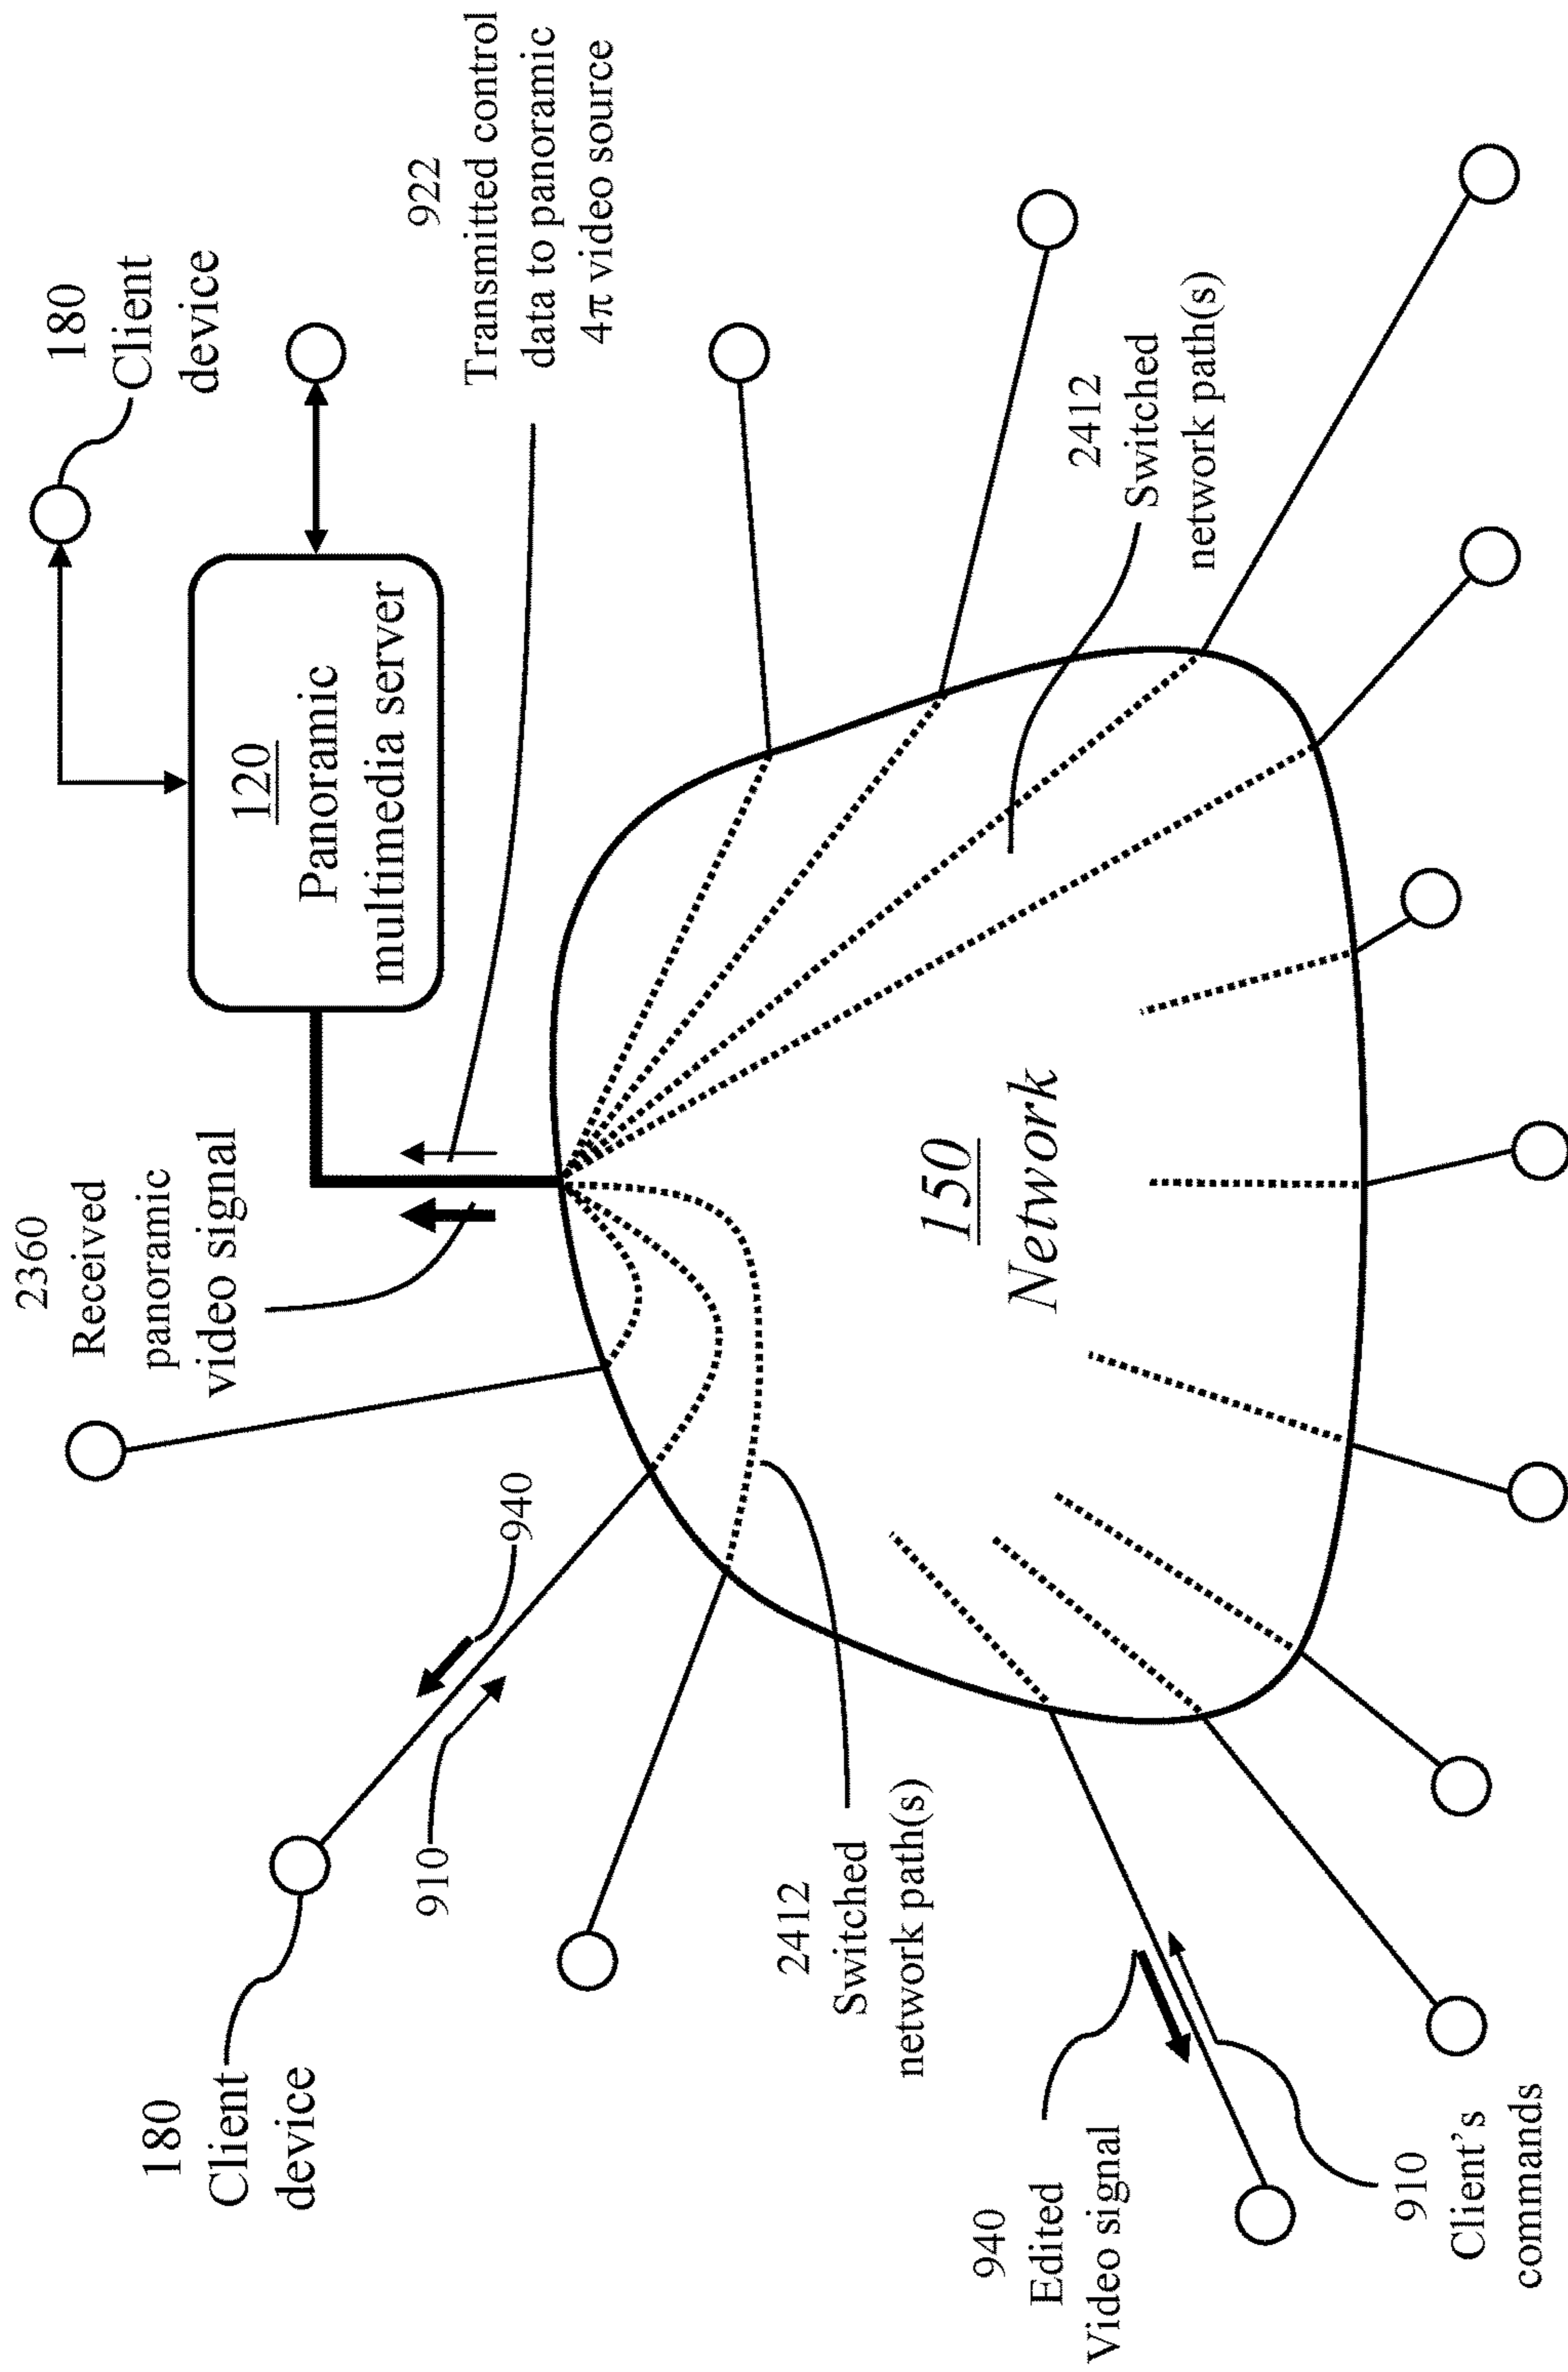 180
Client
device
120
Panoramic
multimedia server
922
Transmitted control
data to panoramic
4π video source
2360
Received
panoramic
video signal
940
910
180
Client
device
2412
Switched
network path(s)
150
Network
2412
Switched
network path(s)
940
Edited
Video signal
910
Client's
commands